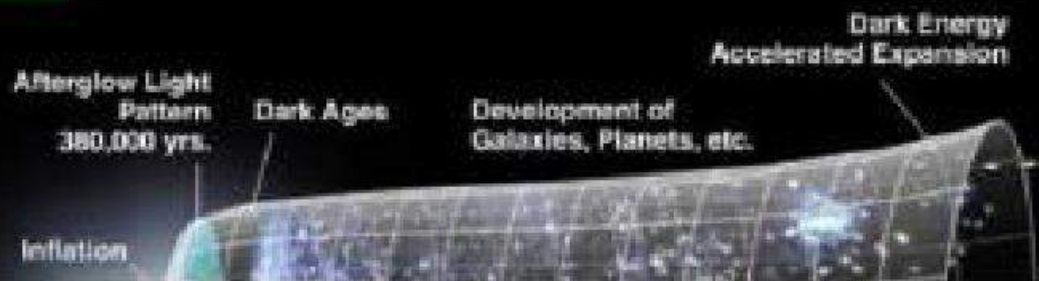 Dark Energy
Accelerated Expansion
Afterglow Light
Pattern
380,000 yrs.
Dark Ages
Development of
Galaxies, Planets, etc.
Inflation